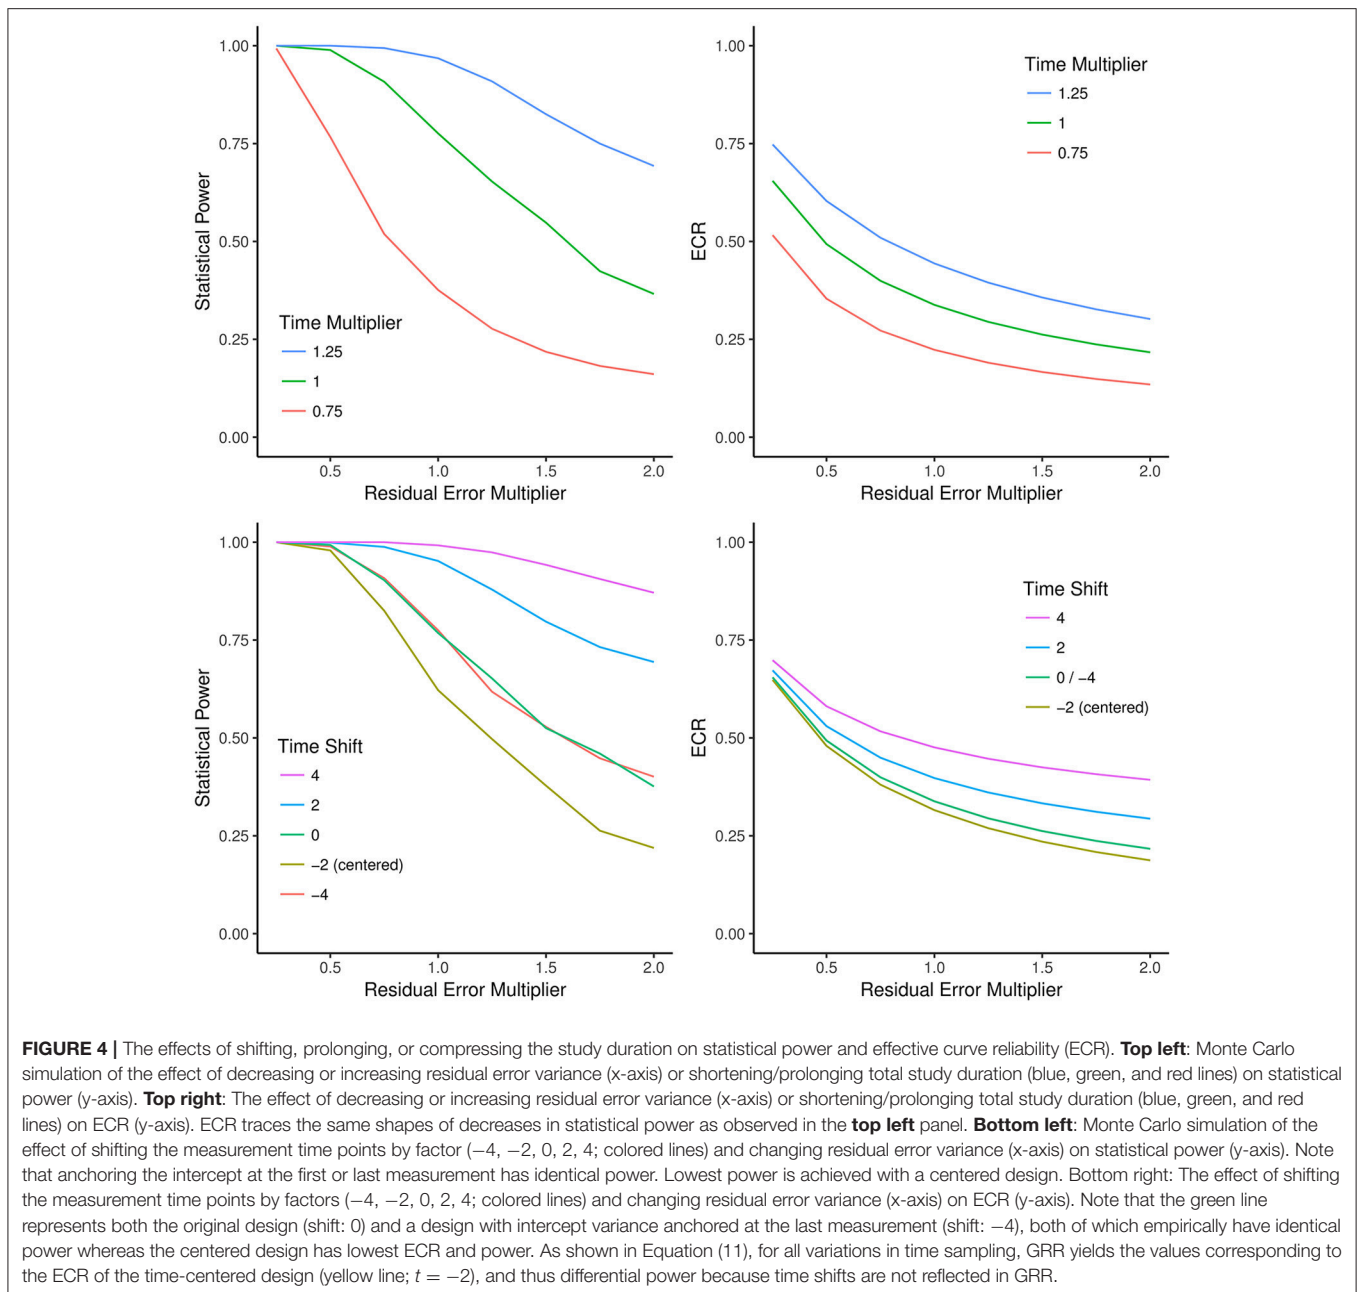 1.00
0.75
0.50
0.25
0.00
Statistical Power
Time Multiplier
1.25
1
0.75
0.5 1.0 1.5 2.0
Residual Error Multiplier
1.00
0.75
0.50
0.25
0.00
ECR
Time Multiplier
1.25
1
0.75
0.5 1.0 1.5 2.0
Residual Error Multiplier
1.00
0.75
0.50
0.25
0.00
Statistical Power
Time Shift
4
2
0
−2 (centered)
−4
0.5 1.0 1.5 2.0
Residual Error Multiplier
1.00
0.75
0.50
0.25
0.00
ECR
Time Shift
4
2
0 / −4
−2 (centered)
0.5 1.0 1.5 2.0
Residual Error Multiplier
FIGURE 4 | The effects of shifting, prolonging, or compressing the study duration on statistical power and effective curve reliability (ECR). Top left: Monte Carlo
simulation of the effect of decreasing or increasing residual error variance (x-axis) or shortening/prolonging total study duration (blue, green, and red lines) on statistical
power (y-axis). Top right: The effect of decreasing or increasing residual error variance (x-axis) or shortening/prolonging total study duration (blue, green, and red
lines) on ECR (y-axis). ECR traces the same shapes of decreases in statistical power as observed in the top left panel. Bottom left: Monte Carlo simulation of the
effect of shifting the measurement time points by factor (−4, −2, 0, 2, 4; colored lines) and changing residual error variance (x-axis) on statistical power (y-axis). Note
that anchoring the intercept at the first or last measurement has identical power. Lowest power is achieved with a centered design. Bottom right: The effect of shifting
the measurement time points by factors (−4, −2, 0, 2, 4; colored lines) and changing residual error variance (x-axis) on ECR (y-axis). Note that the green line
represents both the original design (shift: 0) and a design with intercept variance anchored at the last measurement (shift: −4), both of which empirically have identical
power whereas the centered design has lowest ECR and power. As shown in Equation (11), for all variations in time sampling, GRR yields the values corresponding to
the ECR of the time-centered design (yellow line; t = −2), and thus differential power because time shifts are not reflected in GRR.